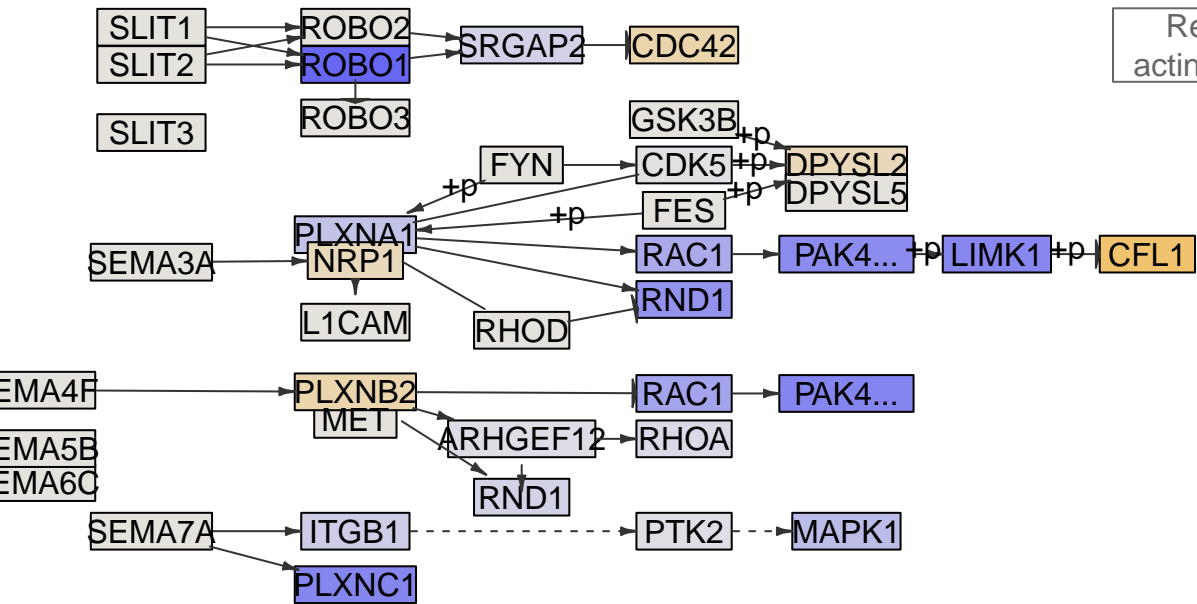 SLIT1 ROBO2
SRGAP2 CDC42
SLIT2 ROBO1
Re
actin
ROBO3
SLIT3
GSK3B
+p
FYN CDK5 +p DPYSL2
DPYSL5
+p +p
FES
+p
PLXNA1
SEMA3A NRP1 RAC1 PAK4... +p LIMK1 +p CFL1
RND1
L1CAM RHOD
EMA4F PLXNB2 RAC1 PAK4...
MET
ARHGEF12 RHOA
EMA5B
EMA6C
RND1
SEMA7A ITGB1 PTK2 MAPK1
PLXNC1